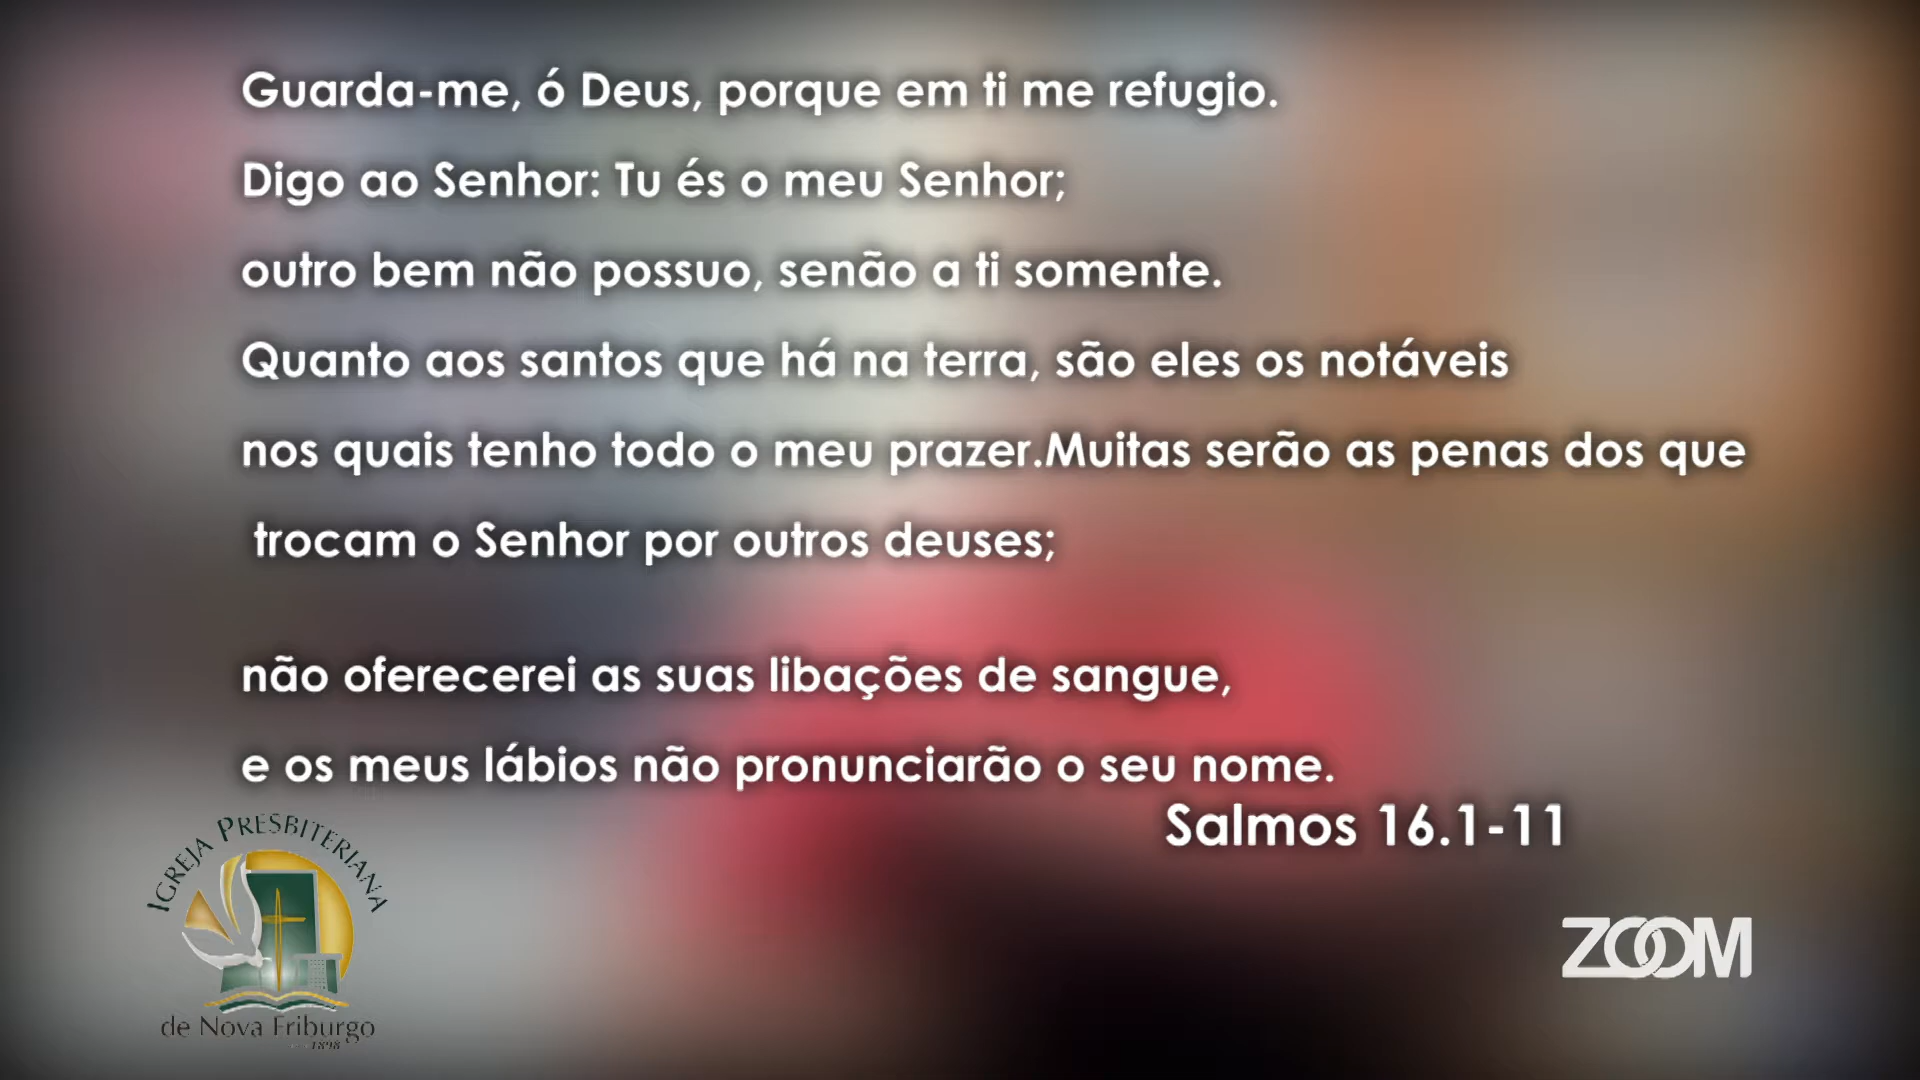 Guarda-me, ó Deus, porque em ti me refugio.
Digo ao Senhor: Tu és o meu Senhor;
outro bem não possuo, senão a ti somente.
Quanto aos santos que há na terra, são eles os notáveis
nos quais tenho todo o meu prazer.Muitas serão as penas dos que
trocam o Senhor por outros deuses;
não oferecerei as suas libações de sangue,
e os meus lábios não pronunciarão o seu nome.
Salmos 16.1-11
IGREJA PRESBITERIANA
de Nova Friburgo
1898
ZOOM